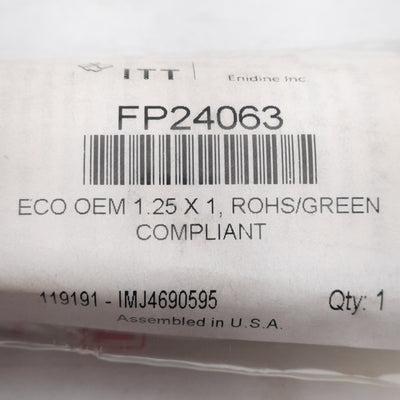 ITT Enidine Inc.
FP24063
ECO OEM 1.25 X 1, ROHS/GREEN
COMPLIANT
119191 - IMJ4690595 Qty: 1
Assembled in U.S.A.